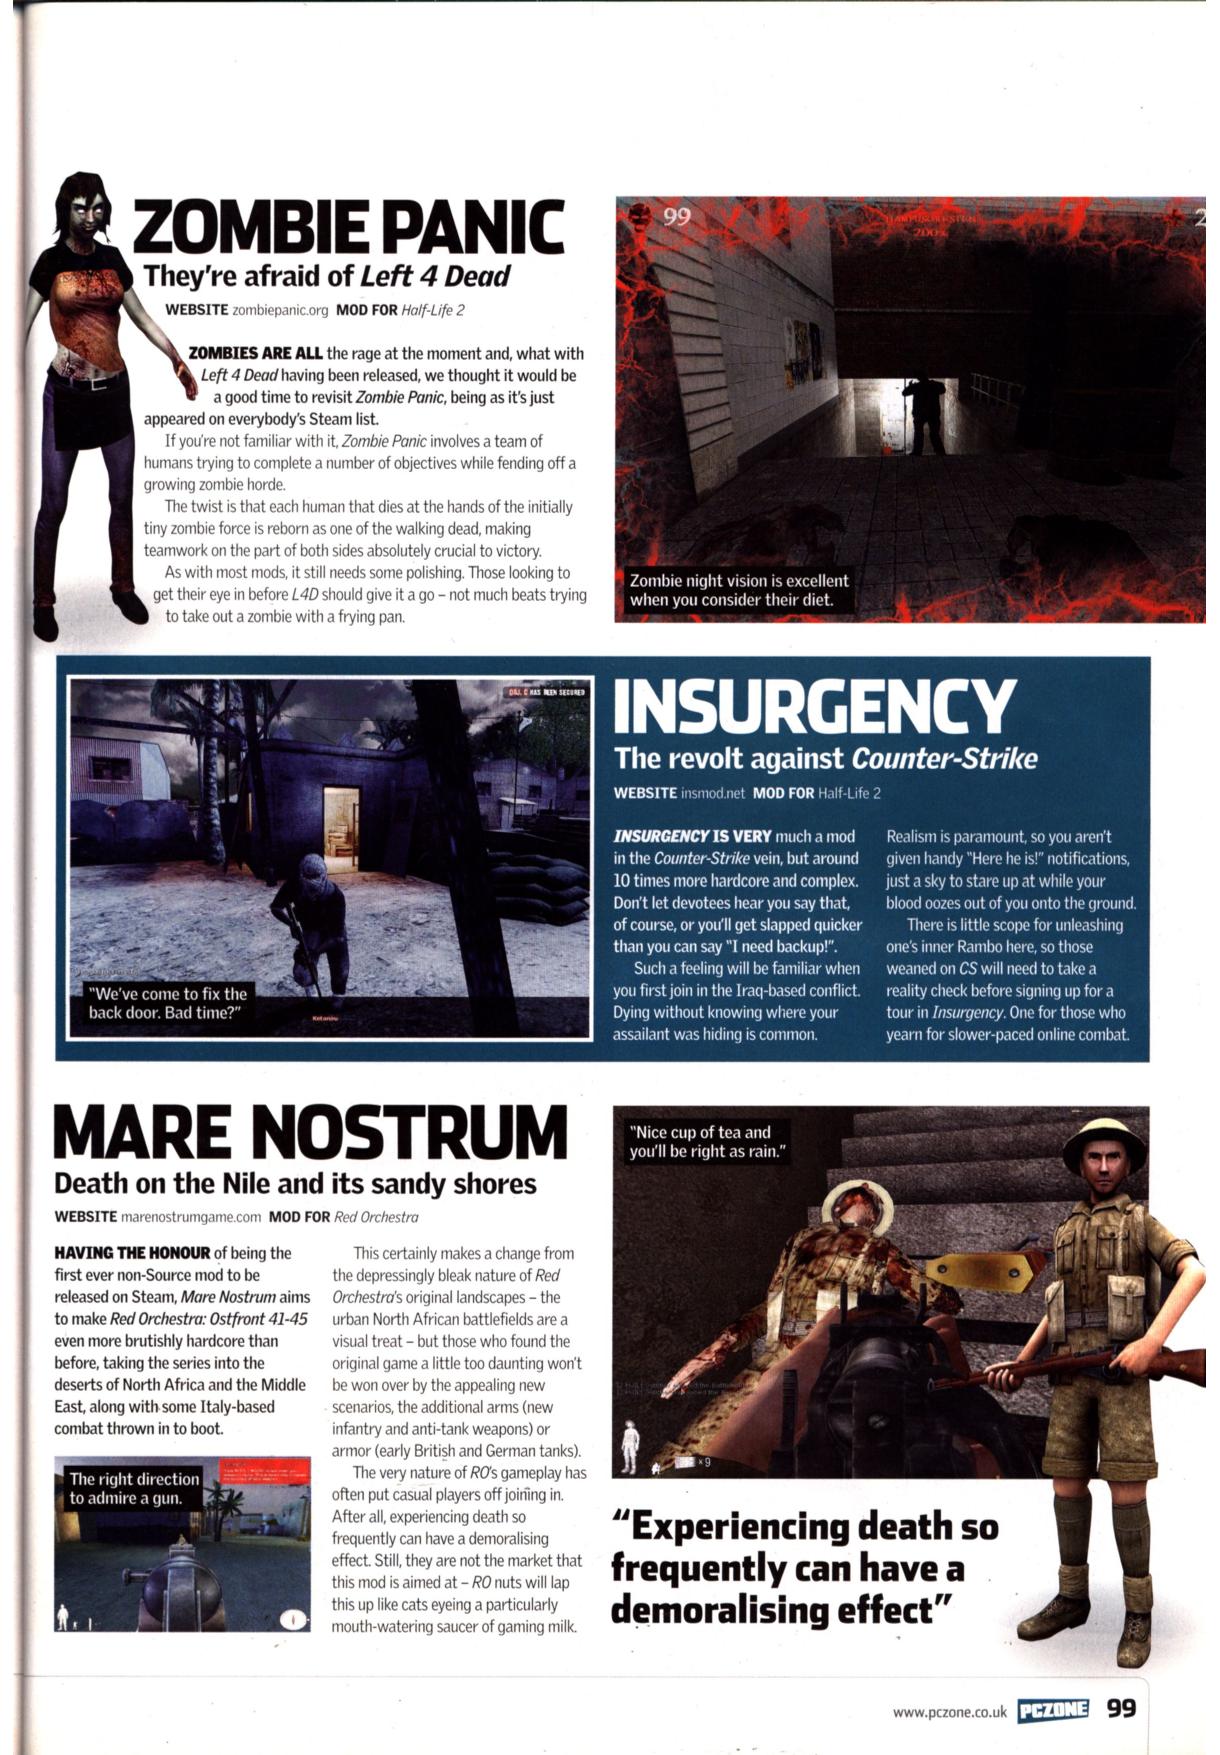 ZOMBIE PANIC
They're afraid of Left 4 Dead
WEBSITE zombiepanic.org MOD FOR Half-Life 2
ZOMBIES ARE ALL the rage at the moment and, what with
Left 4 Dead having been released, we thought it would be
a good time to revisit Zombie Panic, being as it's just
appeared on everybody's Steam list.
If you're not familiar with it, Zombie Panic involves a team of
humans trying to complete a number of objectives while fending off a
growing zombie horde.
The twist is that each human that dies at the hands of the initially
tiny zombie force is reborn as one of the walking dead, making
teamwork on the part of both sides absolutely crucial to victory.
As with most mods, it still needs some polishing. Those looking to
get their eye in before L4D should give it a go – not much beats trying
to take out a zombie with a frying pan.
99
200%
2
Zombie night vision is excellent
when you consider their diet.
OBJ. C HAS BEEN SECURED
"We've come to fix the
back door. Bad time?"
INSURGENCY
The revolt against Counter-Strike
WEBSITE insmod.net MOD FOR Half-Life 2
INSURGENCY IS VERY much a mod
in the Counter-Strike vein, but around
10 times more hardcore and complex.
Don't let devotees hear you say that,
of course, or you'll get slapped quicker
than you can say "I need backup!".
Such a feeling will be familiar when
you first join in the Iraq-based conflict.
Dying without knowing where your
assailant was hiding is common.
Realism is paramount, so you aren't
given handy "Here he is!" notifications,
just a sky to stare up at while your
blood oozes out of you onto the ground.
There is little scope for unleashing
one's inner Rambo here, so those
weaned on CS will need to take a
reality check before signing up for a
tour in Insurgency. One for those who
yearn for slower-paced online combat.
MARE NOSTRUM
Death on the Nile and its sandy shores
WEBSITE marenostrumgame.com MOD FOR Red Orchestra
HAVING THE HONOUR of being the
first ever non-Source mod to be
released on Steam, Mare Nostrum aims
to make Red Orchestra: Ostfront 41-45
even more brutishly hardcore than
before, taking the series into the
deserts of North Africa and the Middle
East, along with some Italy-based
combat thrown in to boot.
The right direction
to admire a gun.
This certainly makes a change from
the depressingly bleak nature of Red
Orchestra's original landscapes – the
urban North African battlefields are a
visual treat – but those who found the
original game a little too daunting won't
be won over by the appealing new
scenarios, the additional arms (new
infantry and anti-tank weapons) or
armor (early British and German tanks).
The very nature of RO's gameplay has
often put casual players off joining in.
After all, experiencing death so
frequently can have a demoralising
effect. Still, they are not the market that
this mod is aimed at – RO nuts will lap
this up like cats eyeing a particularly
mouth-watering saucer of gaming milk.
"Nice cup of tea and
you'll be right as rain."
x9
"Experiencing death so
frequently can have a
demoralising effect"
www.pczone.co.uk PCZONE 99